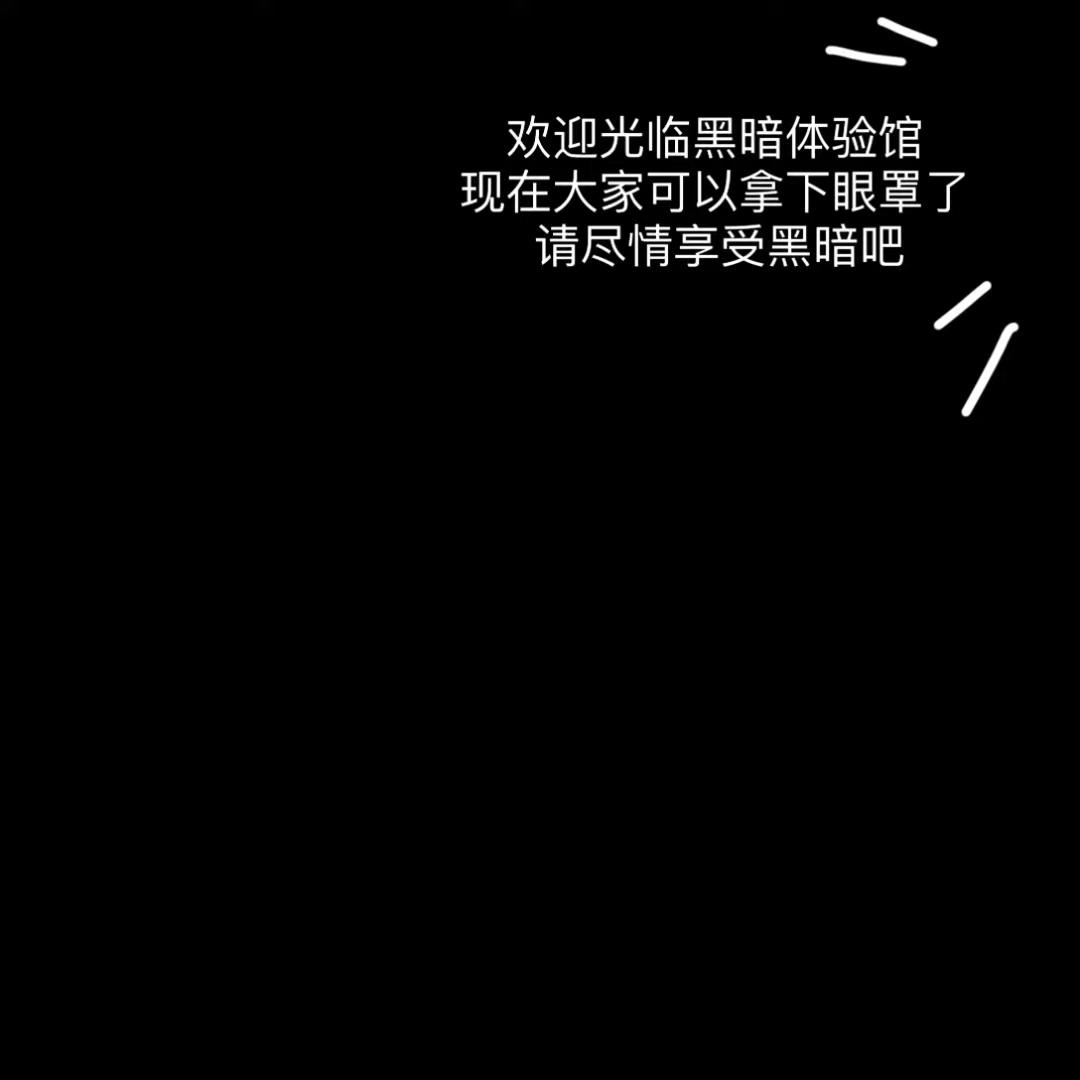 欢迎光临黑暗体验馆
现在大家可以拿下眼罩了
请尽情享受黑暗吧